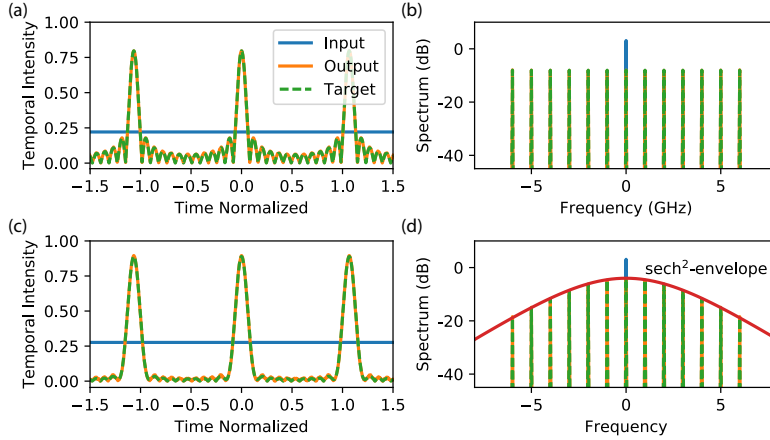 (a)
Temporal Intensity
1.00
0.75
0.50
0.25
0.00
Input
Output
Target
−1.5 −1.0 −0.5 0.0 0.5 1.0 1.5
Time Normalized
(b)
Spectrum (dB)
0
-20
-40
−5 0 5
Frequency (GHz)
(c)
Temporal Intensity
1.00
0.75
0.50
0.25
0.00
−1.5 −1.0 −0.5 0.0 0.5 1.0 1.5
Time Normalized
(d)
Spectrum (dB)
0
-20
-40
sech²-envelope
−5 0 5
Frequency